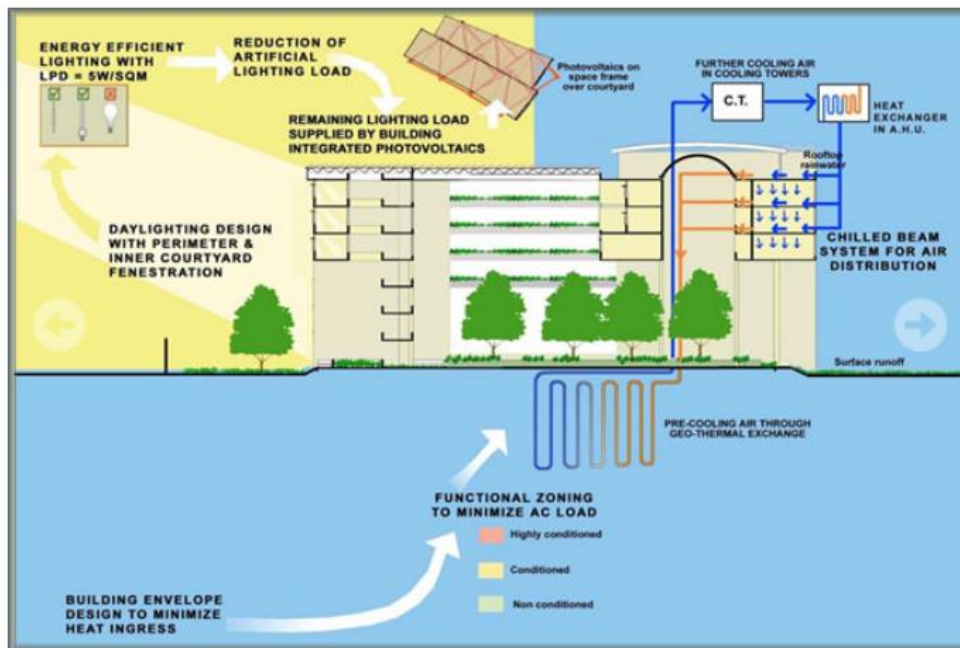 ENERGY EFFICIENT
LIGHTING WITH
LPD = 5W/SQM
REDUCTION OF
ARTIFICIAL
LIGHTING LOAD
Photovoltaics on
space frame
over courtyard
REMAINING LIGHTING LOAD
SUPPLIED BY BUILDING
INTEGRATED PHOTOVOLTAICS
FURTHER COOLING AIR
IN COOLING TOWERS
C.T.
HEAT
EXCHANGER
IN A.H.U.
Rooftop
rainwater
DAYLIGHTING DESIGN
WITH PERIMETER &
INNER COURTYARD
FENESTRATION
CHILLED BEAM
SYSTEM FOR AIR
DISTRIBUTION
Surface runoff
PRE-COOLING AIR THROUGH
GEO-THERMAL EXCHANGE
FUNCTIONAL ZONING
TO MINIMIZE AC LOAD
Highly conditioned
Conditioned
Non conditioned
BUILDING ENVELOPE
DESIGN TO MINIMIZE
HEAT INGRESS